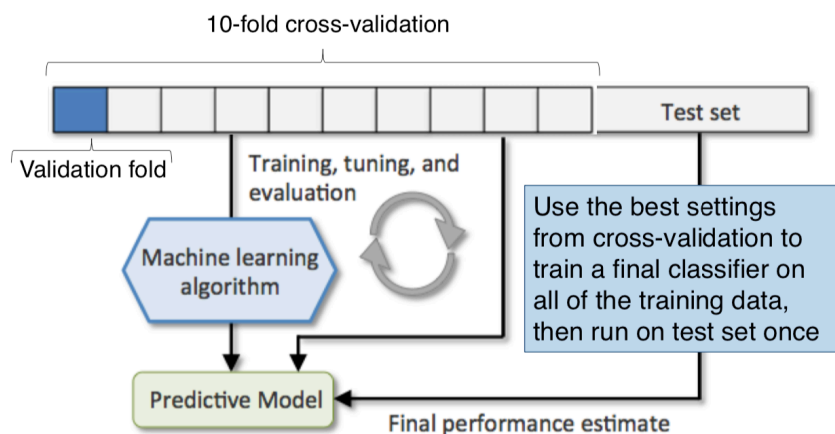 10-fold cross-validation
Test set
Validation fold
Training, tuning, and
evaluation
Machine learning
algorithm
Use the best settings
from cross-validation to
train a final classifier on
all of the training data,
then run on test set once
Predictive Model
Final performance estimate